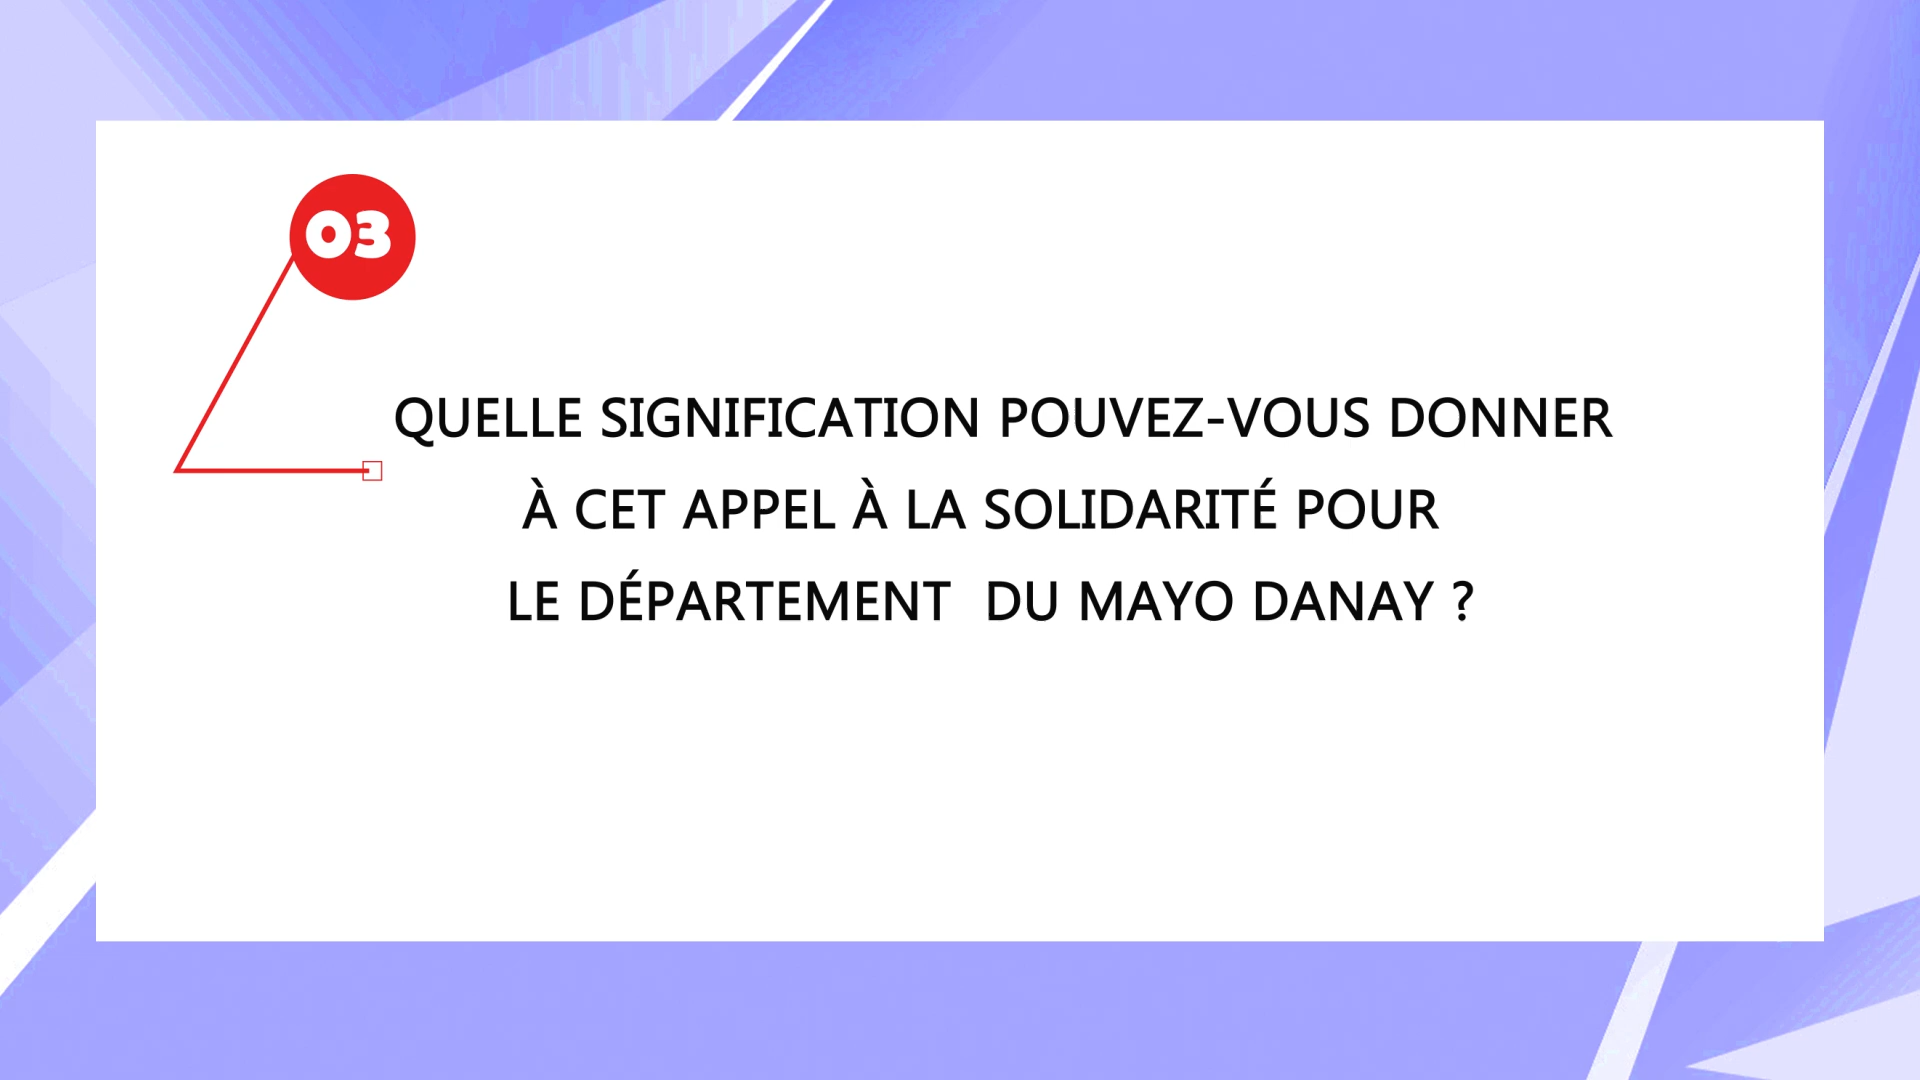 03
QUELLE SIGNIFICATION POUVEZ-VOUS DONNER
À CET APPEL À LA SOLIDARITÉ POUR
LE DÉPARTEMENT  DU MAYO DANAY ?